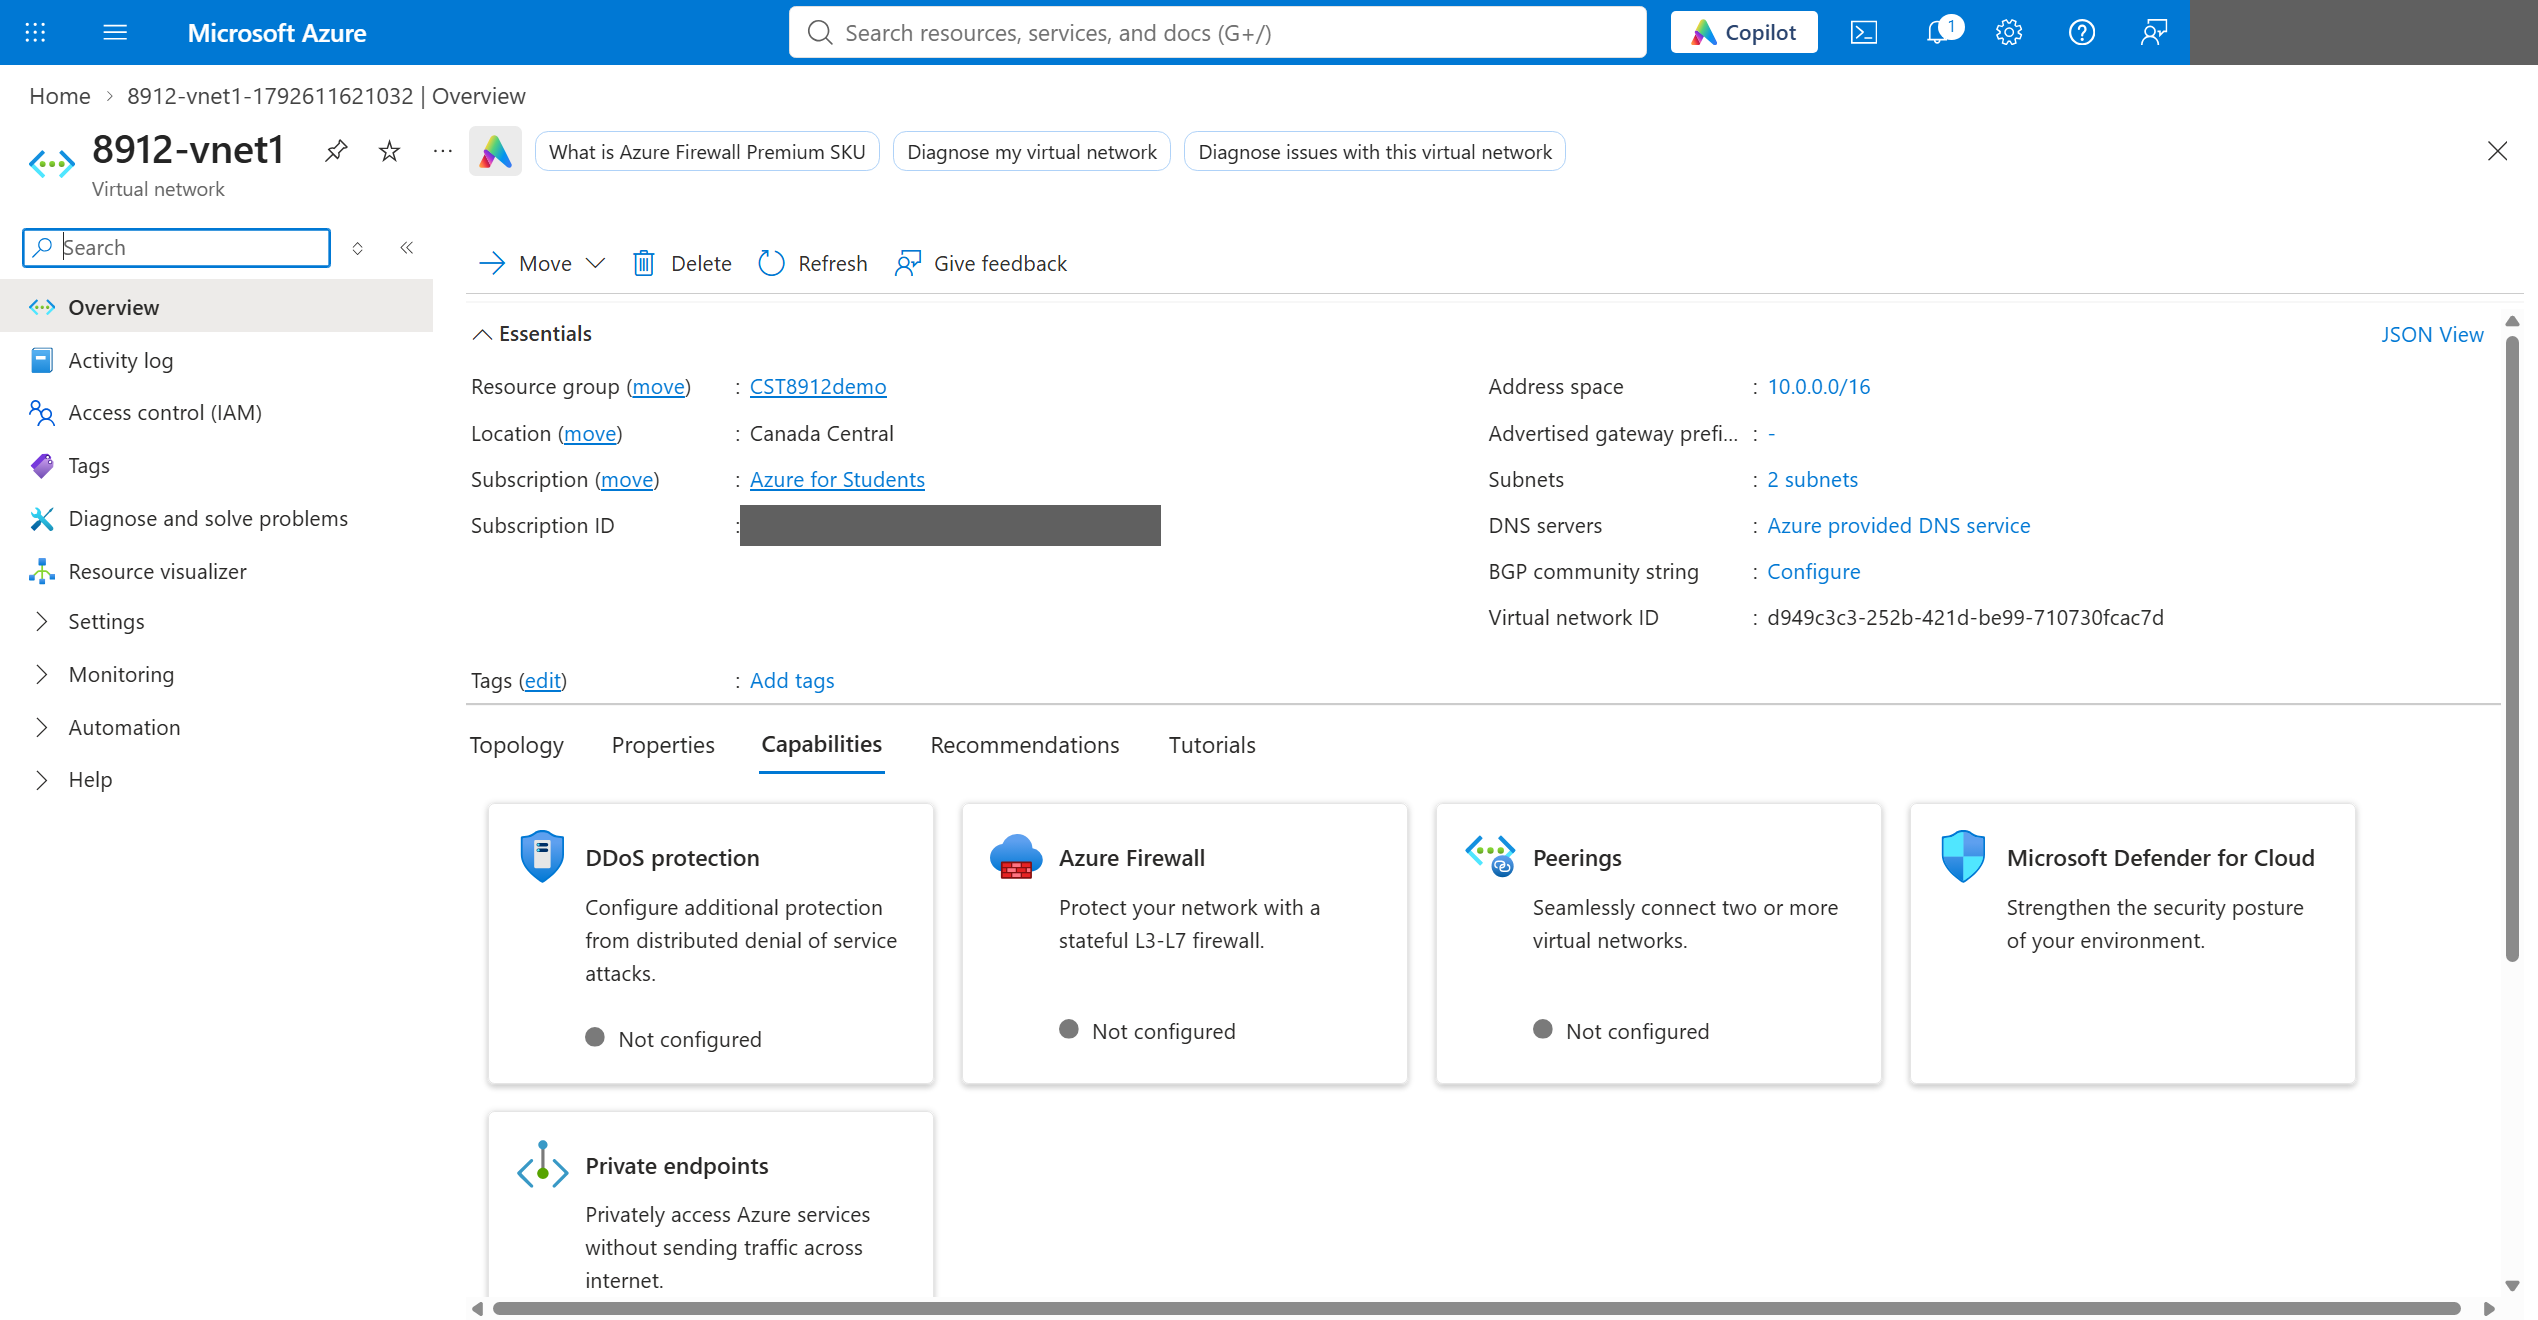 Microsoft Azure
Search resources, services, and docs (G+/)
Copilot
1
Home > 8912-vnet1-1792611621032 | Overview
8912-vnet1
Virtual network
What is Azure Firewall Premium SKU
Diagnose my virtual network
Diagnose issues with this virtual network
Search
Move
Delete
Refresh
Give feedback
Overview
Activity log
Access control (IAM)
Tags
Diagnose and solve problems
Resource visualizer
Settings
Monitoring
Automation
Help
Essentials
JSON View
Resource group (move) : CST8912demo
Location (move) : Canada Central
Subscription (move) : Azure for Students
Subscription ID :
Address space : 10.0.0.0/16
Advertised gateway prefi... : -
Subnets : 2 subnets
DNS servers : Azure provided DNS service
BGP community string : Configure
Virtual network ID : d949c3c3-252b-421d-be99-710730fcac7d
Tags (edit) : Add tags
Topology
Properties
Capabilities
Recommendations
Tutorials
DDoS protection
Configure additional protection
from distributed denial of service
attacks.
Not configured
Azure Firewall
Protect your network with a
stateful L3-L7 firewall.
Not configured
Peerings
Seamlessly connect two or more
virtual networks.
Not configured
Microsoft Defender for Cloud
Strengthen the security posture
of your environment.
Private endpoints
Privately access Azure services
without sending traffic across
internet.